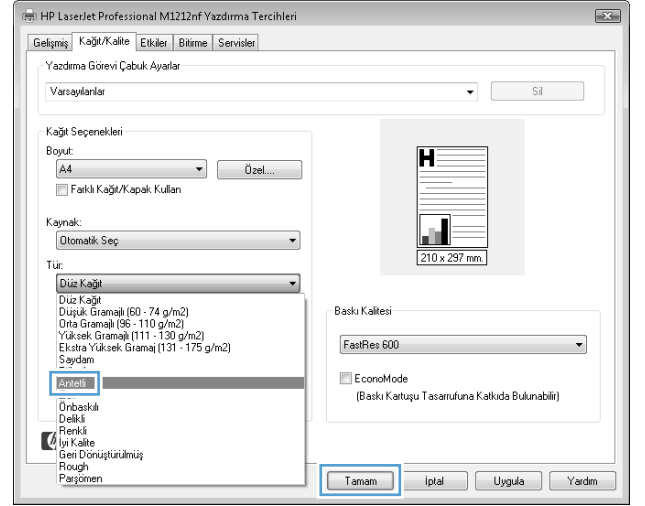 HP LaserJet Professional M1212nf Yazdırma Tercihleri
Gelişmiş Kağıt/Kalite Etkiler Bitirme Servisler
Yazdırma Görevi Çabuk Ayarlar
Varsayılanlar
Sil
Kağıt Seçenekleri
Boyut:
A4
Özel....
Farklı Kağıt/Kapak Kullan
Kaynak:
Otomatik Seç
Tür:
Düz Kağıt
Düz Kağıt
Düşük Gramajlı (60 - 74 g/m2)
Orta Gramajlı (96 - 110 g/m2)
Yüksek Gramajlı (111 - 130 g/m2)
Ekstra Yüksek Gramaj (131 - 175 g/m2)
Saydam
Antetli
Önbaskılı
Delikli
Renkli
İyi Kalite
Geri Dönüştürülmüş
Rough
Parşömen
H
210 x 297 mm.
Baskı Kalitesi
FastRes 600
EconoMode
(Baskı Kartuşu Tasarrufuna Katkıda Bulunabilir)
Tamam İptal Uygula Yardım